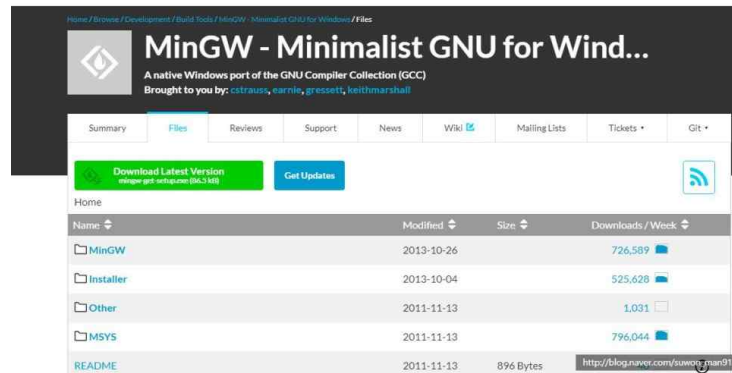 Home / Browse / Development / Build Tools / MinGW - Minimalist GNU for Windows / Files
MinGW - Minimalist GNU for Wind...
A native Windows port of the GNU Compiler Collection (GCC)
Brought to you by: cstrauss, earnie, gressett, keithmarshall
Summary Files Reviews Support News Wiki Mailing Lists Tickets Git
Download Latest Version
mingw-get-setup.exe (86.5 kB)
Get Updates
Home
Name Modified Size Downloads / Week
MinGW 2013-10-26 726,589
Installer 2013-10-04 525,628
Other 2011-11-13 1,031
MSYS 2011-11-13 796,044
README 2011-11-13 896 Bytes